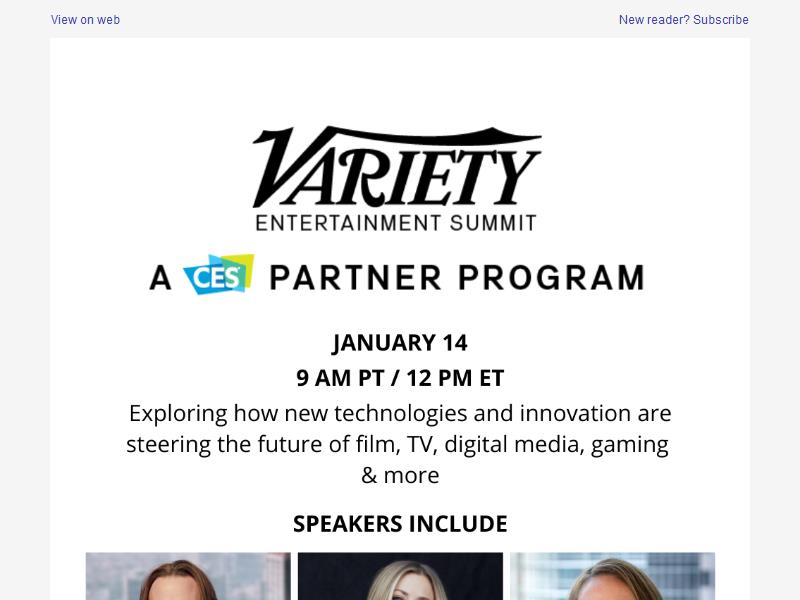 View on web
New reader? Subscribe
VARIETY
ENTERTAINMENT SUMMIT
A CES PARTNER PROGRAM
JANUARY 14
9 AM PT / 12 PM ET
Exploring how new technologies and innovation are
steering the future of film, TV, digital media, gaming
& more
SPEAKERS INCLUDE